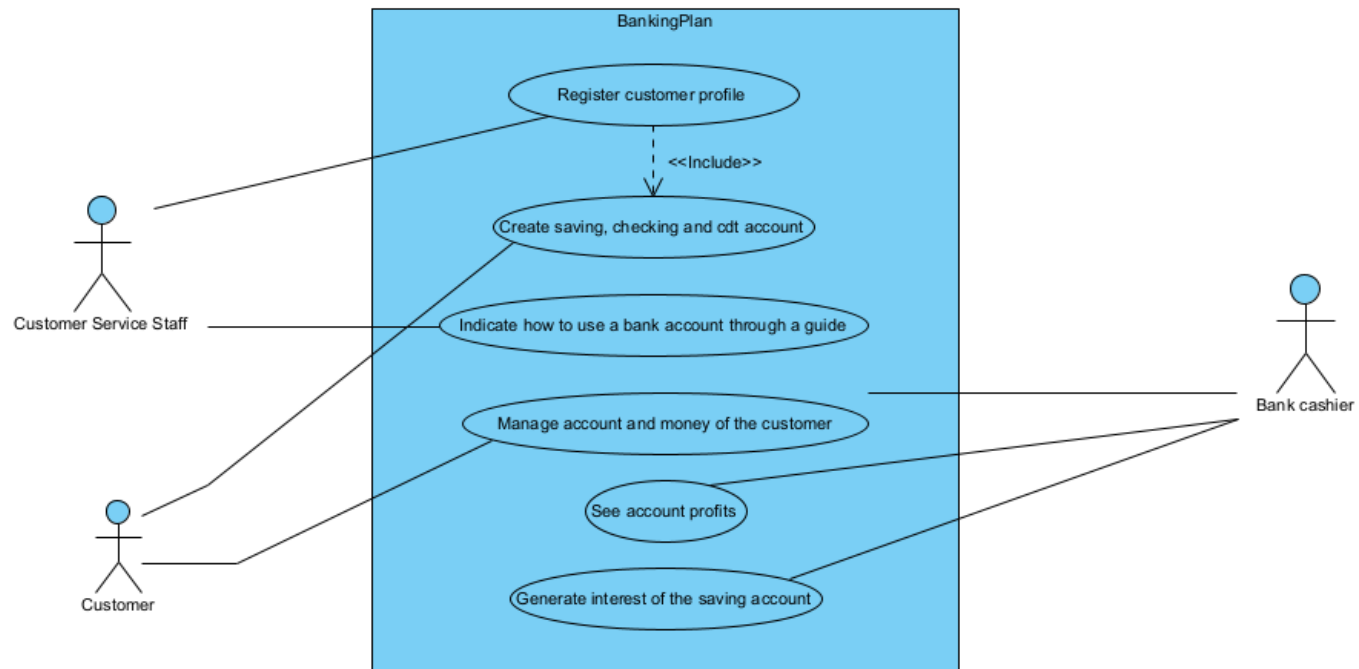 BankingPlan
Register customer profile
<<Include>>
Create saving, checking and cdt account
Customer Service Staff
Indicate how to use a bank account through a guide
Bank cashier
Manage account and money of the customer
See account profits
Customer
Generate interest of the saving account